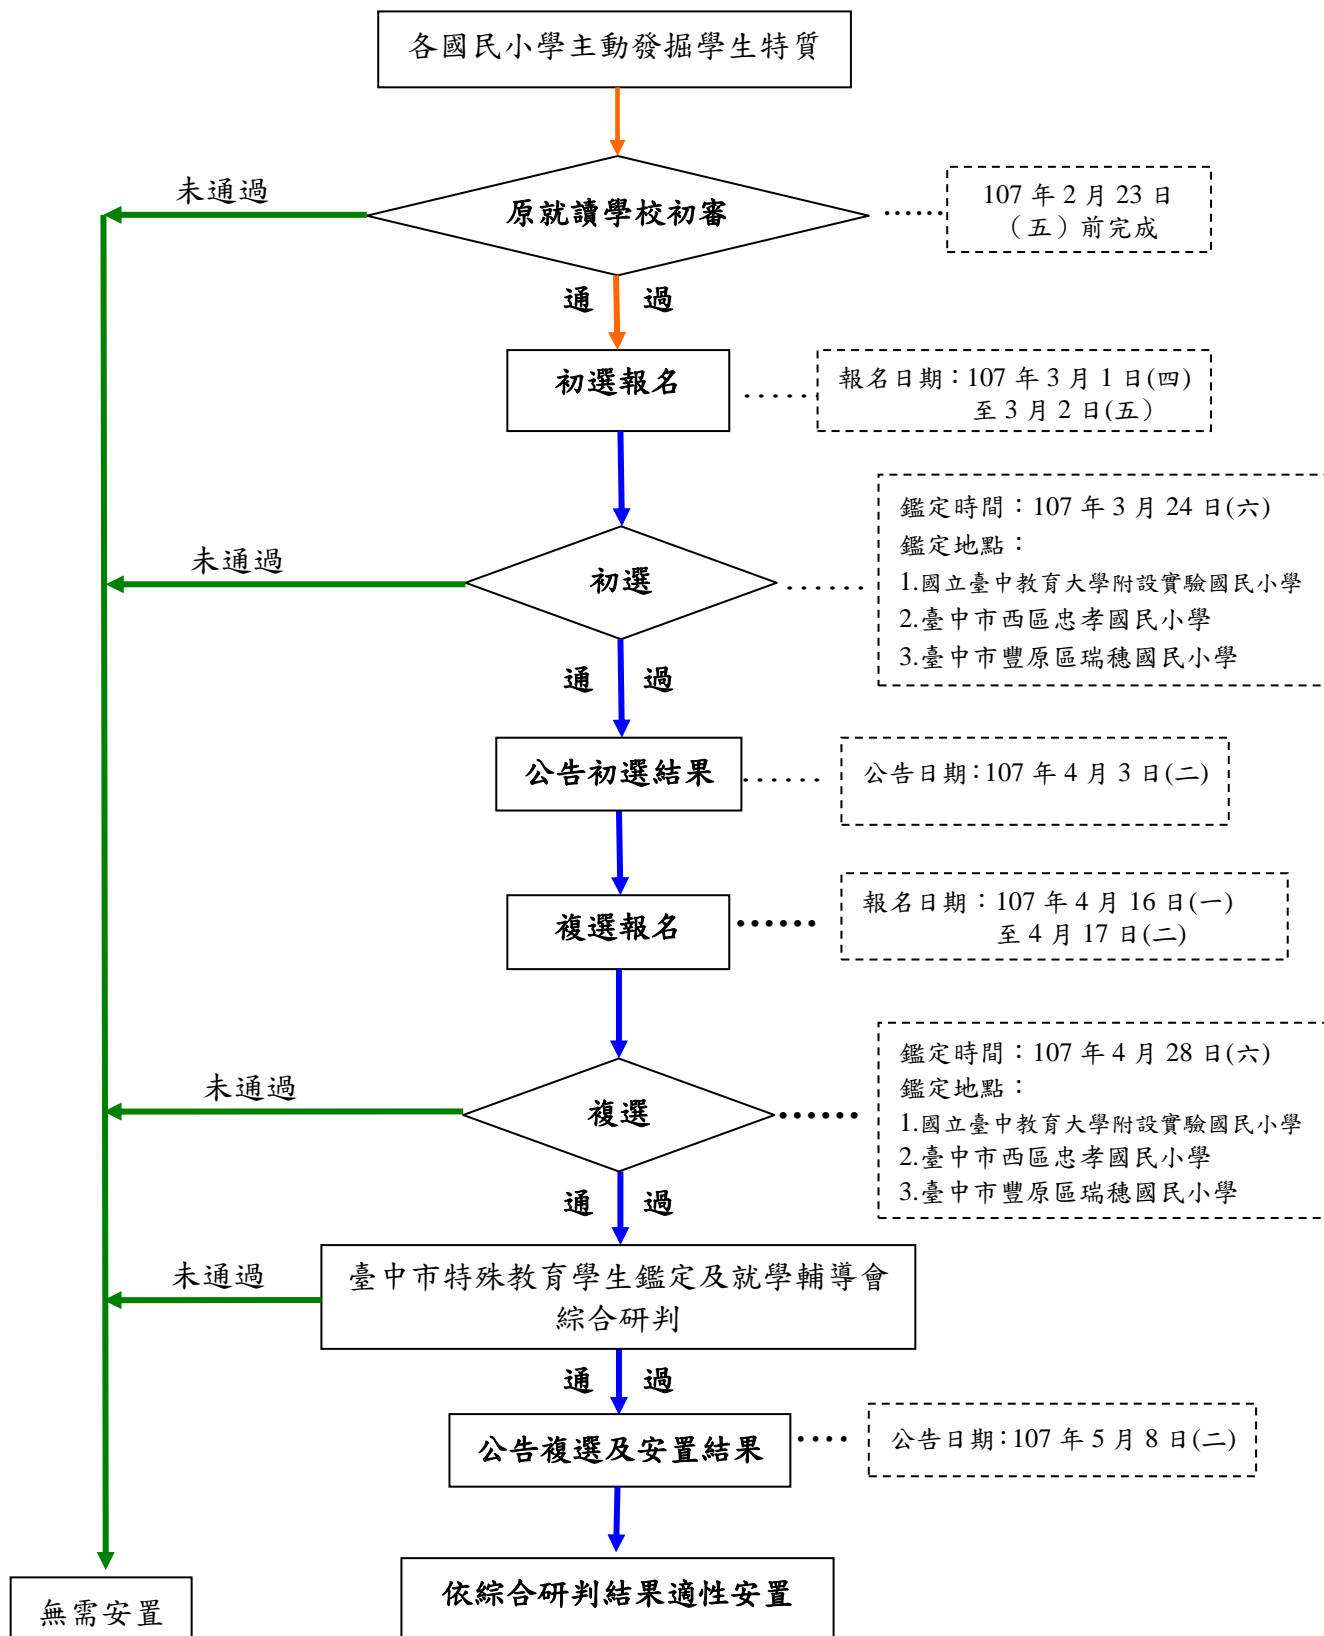 各國民小學主動發掘學生特質
未通過
原就讀學校初審
107 年 2 月 23 日
（五）前完成
通 過
初選報名
報名日期：107 年 3 月 1 日(四)
至 3 月 2 日(五）
鑑定時間：107 年 3 月 24 日(六)
鑑定地點：
1.國立臺中教育大學附設實驗國民小學
2.臺中市西區忠孝國民小學
3.臺中市豐原區瑞穗國民小學
未通過
初選
通 過
公告初選結果
公告日期：107 年 4 月 3 日(二)
複選報名
報名日期：107 年 4 月 16 日(一)
至 4 月 17 日(二)
鑑定時間：107 年 4 月 28 日(六)
鑑定地點：
1.國立臺中教育大學附設實驗國民小學
2.臺中市西區忠孝國民小學
3.臺中市豐原區瑞穗國民小學
未通過
複選
通 過
未通過
臺中市特殊教育學生鑑定及就學輔導會
綜合研判
通 過
公告複選及安置結果
公告日期：107 年 5 月 8 日(二)
依綜合研判結果適性安置
無需安置